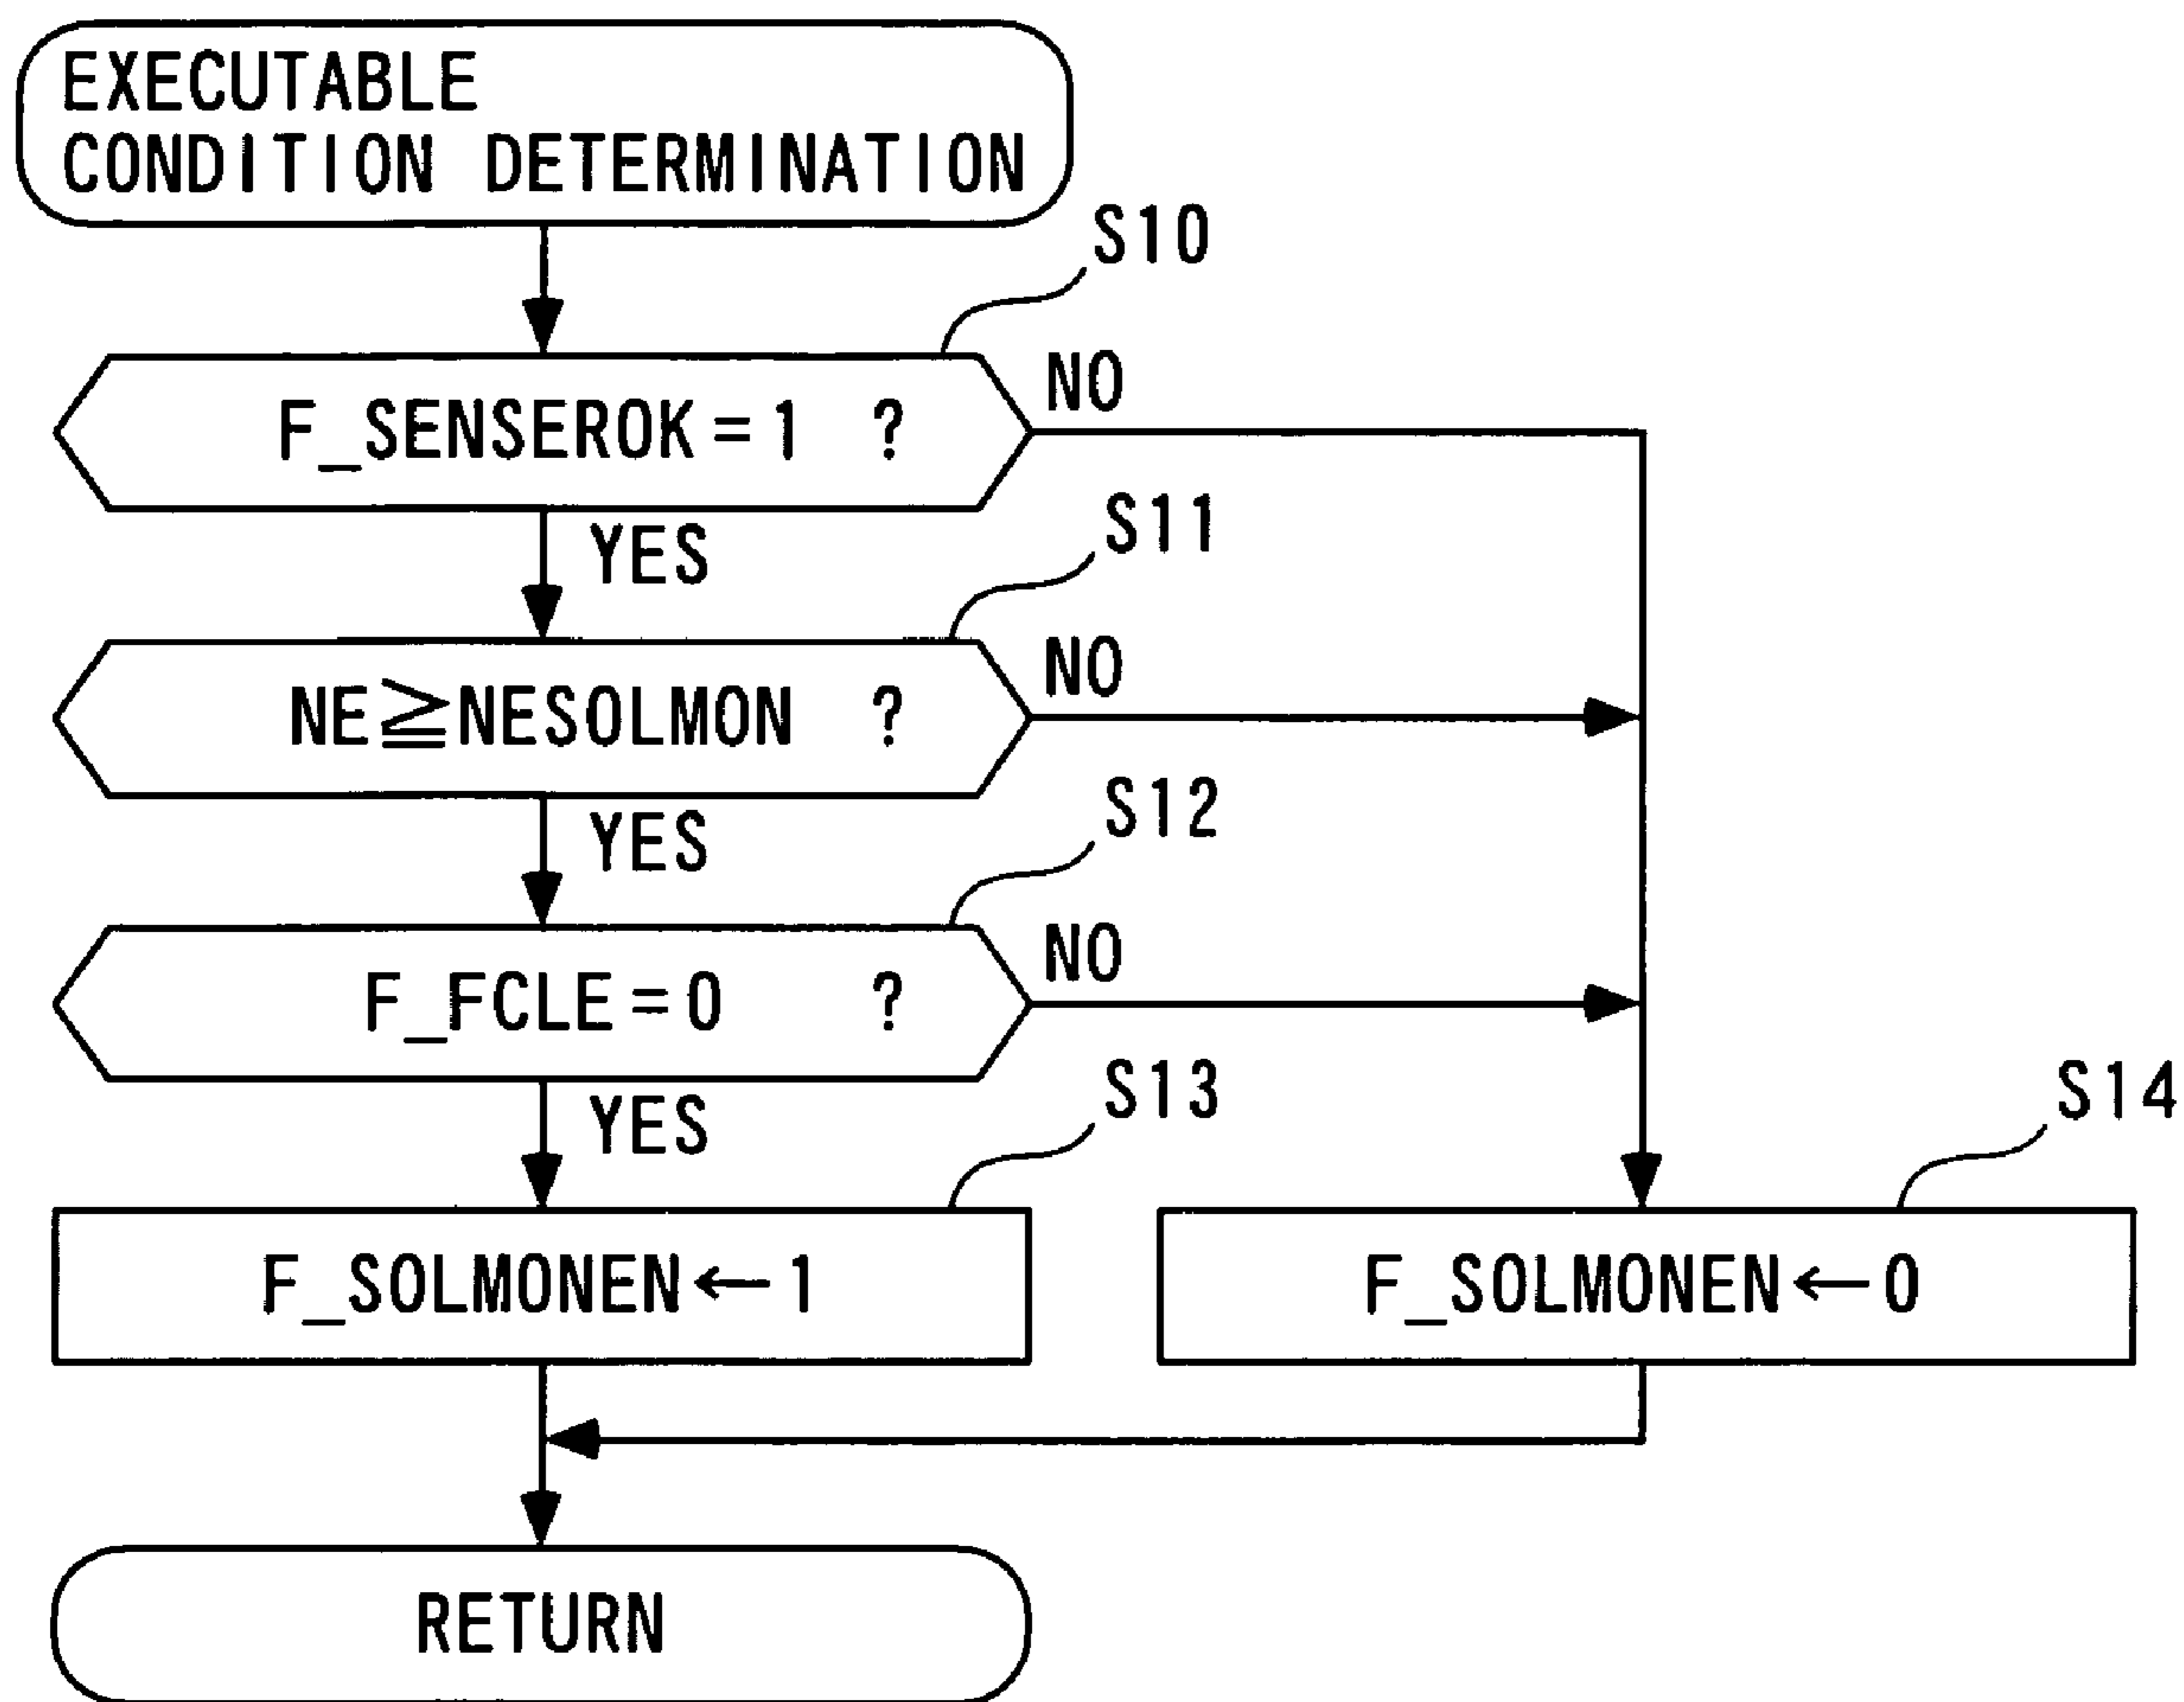 EXECUTABLE
CONDITION DETERMINATION
S10
F_SENSEROK=1 ?
NO
YES
S11
NE≧NESOLMON ?
NO
YES
S12
F_FCLE=0 ?
NO
YES
S13
S14
F_SOLMONEN←1
F_SOLMONEN←0
RETURN